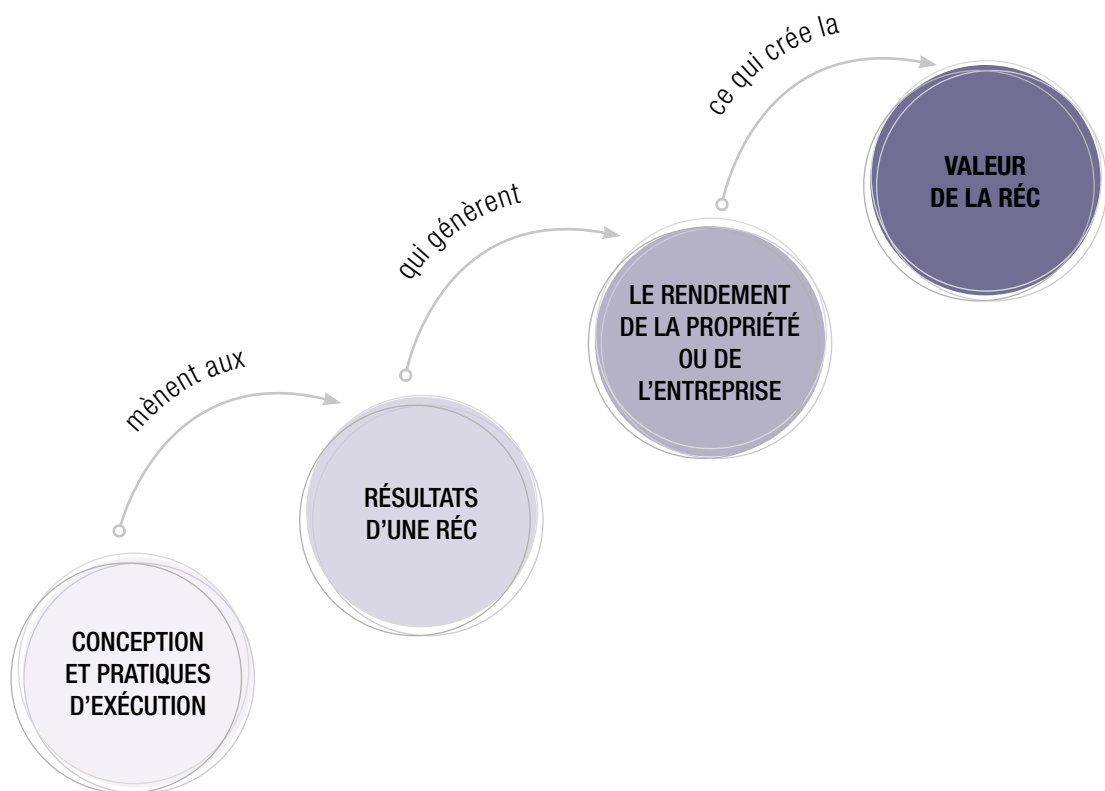 CONCEPTION
ET PRATIQUES
D'EXÉCUTION
mènent aux
RÉSULTATS
D'UNE RÉC
qui génèrent
LE RENDEMENT
DE LA PROPRIÉTÉ
OU DE
L'ENTREPRISE
ce qui crée la
VALEUR
DE LA RÉC